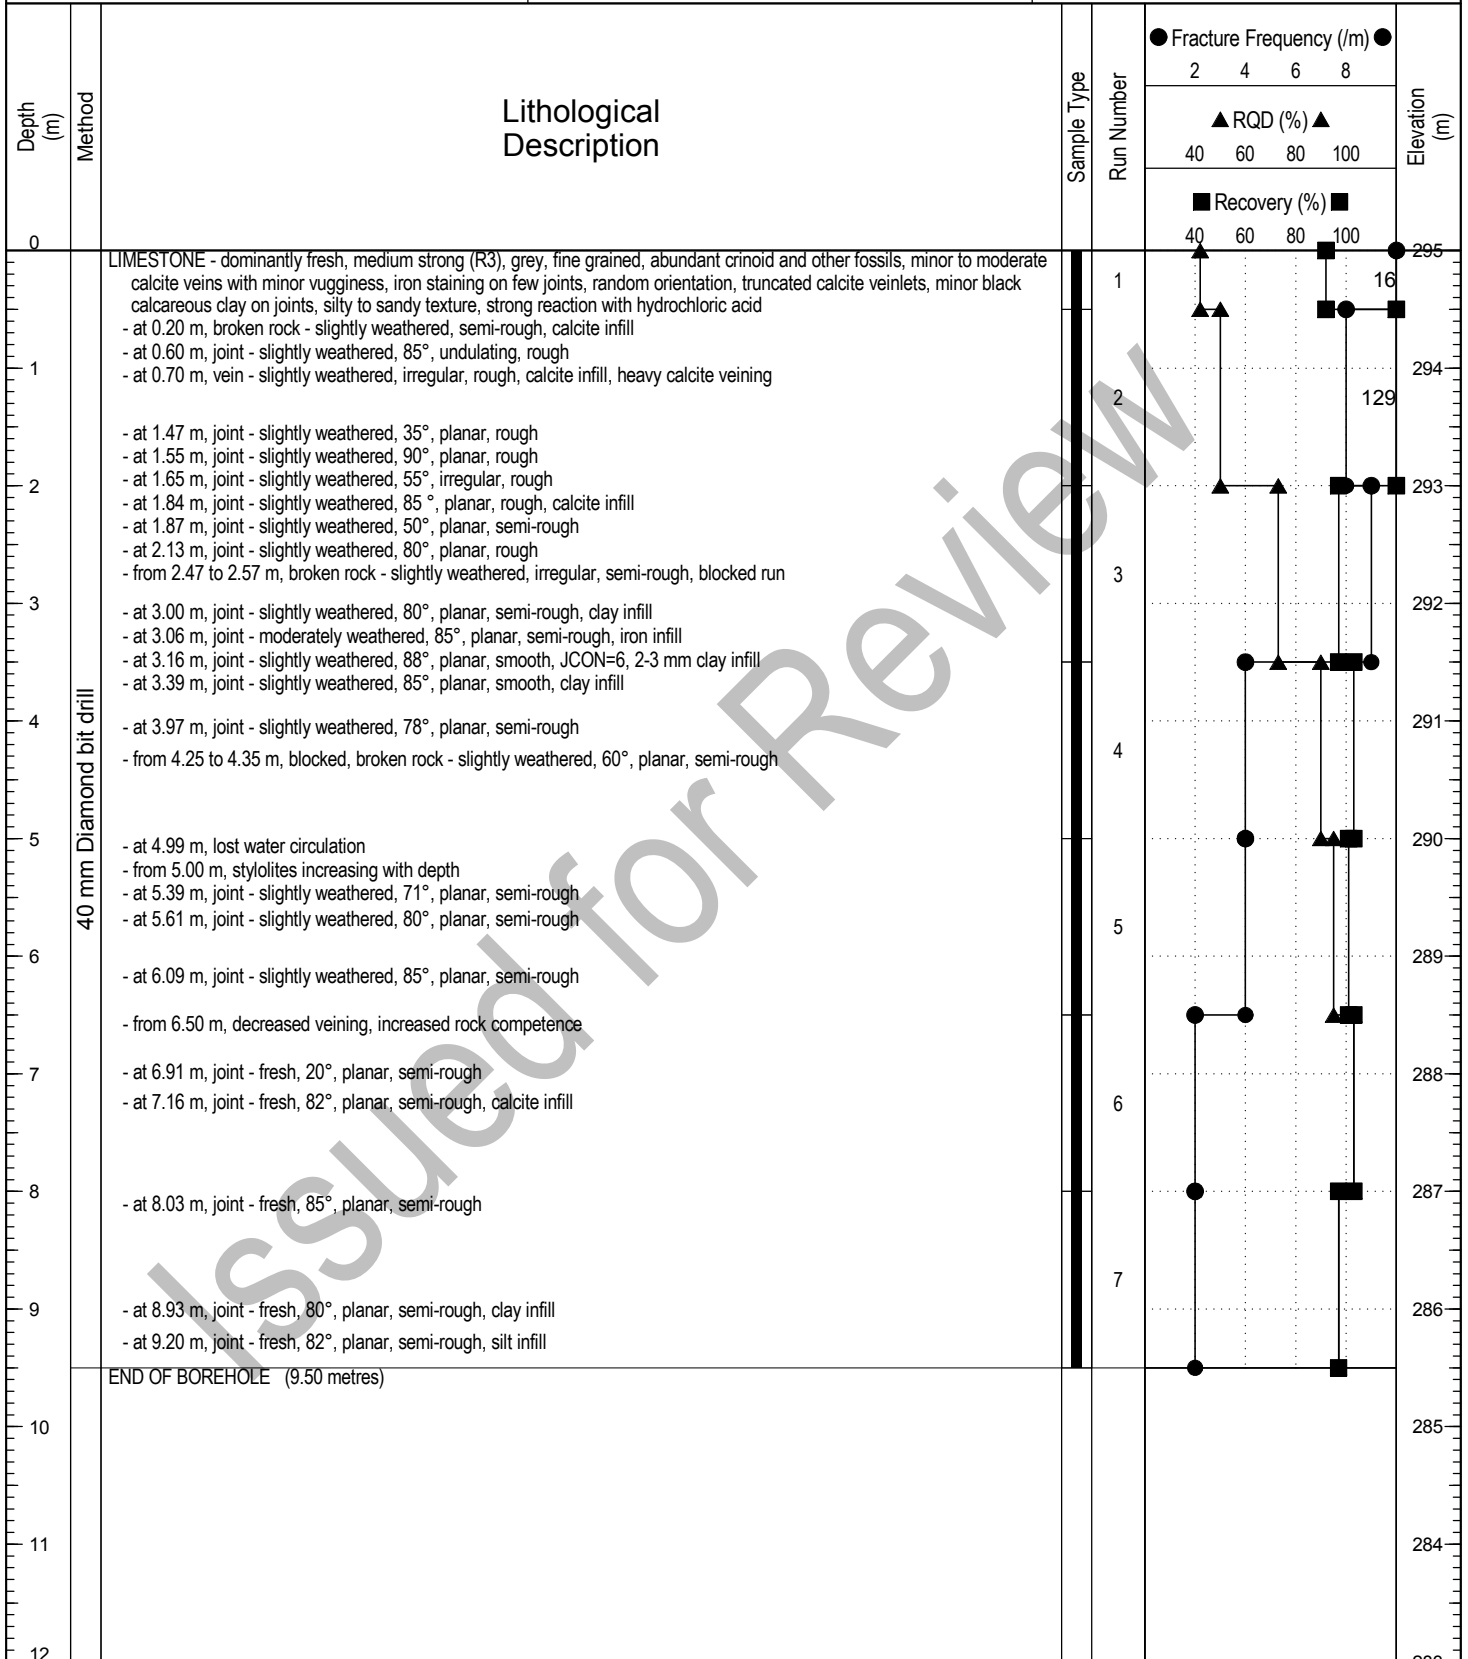 Depth
(m)
Method
Lithological
Description
Sample Type
Run Number
Fracture Frequency (/m)
2 4 6 8
RQD (%)
40 60 80 100
Recovery (%)
40 60 80 100
Elevation
(m)
0
295
LIMESTONE - dominantly fresh, medium strong (R3), grey, fine grained, abundant crinoid and other fossils, minor to moderate
calcite veins with minor vugginess, iron staining on few joints, random orientation, truncated calcite veinlets, minor black
calcareous clay on joints, silty to sandy texture, strong reaction with hydrochloric acid
1
16
- at 0.20 m, broken rock - slightly weathered, semi-rough, calcite infill
- at 0.60 m, joint - slightly weathered, 85°, undulating, rough
- at 0.70 m, vein - slightly weathered, irregular, rough, calcite infill, heavy calcite veining
1
294
2
129
- at 1.47 m, joint - slightly weathered, 35°, planar, rough
- at 1.55 m, joint - slightly weathered, 90°, planar, rough
- at 1.65 m, joint - slightly weathered, 55°, irregular, rough
2
293
- at 1.84 m, joint - slightly weathered, 85 °, planar, rough, calcite infill
- at 1.87 m, joint - slightly weathered, 50°, planar, semi-rough
- at 2.13 m, joint - slightly weathered, 80°, planar, rough
- from 2.47 to 2.57 m, broken rock - slightly weathered, irregular, semi-rough, blocked run
3
3
292
- at 3.00 m, joint - slightly weathered, 80°, planar, semi-rough, clay infill
- at 3.06 m, joint - moderately weathered, 85°, planar, semi-rough, iron infill
- at 3.16 m, joint - slightly weathered, 88°, planar, smooth, JCON=6, 2-3 mm clay infill
- at 3.39 m, joint - slightly weathered, 85°, planar, smooth, clay infill
40 mm Diamond bit drill
4
291
- at 3.97 m, joint - slightly weathered, 78°, planar, semi-rough
- from 4.25 to 4.35 m, blocked, broken rock - slightly weathered, 60°, planar, semi-rough
4
5
290
- at 4.99 m, lost water circulation
- from 5.00 m, stylolites increasing with depth
- at 5.39 m, joint - slightly weathered, 71°, planar, semi-rough
- at 5.61 m, joint - slightly weathered, 80°, planar, semi-rough
5
6
289
- at 6.09 m, joint - slightly weathered, 85°, planar, semi-rough
- from 6.50 m, decreased veining, increased rock competence
- at 6.91 m, joint - fresh, 20°, planar, semi-rough
7
288
- at 7.16 m, joint - fresh, 82°, planar, semi-rough, calcite infill
6
8
287
- at 8.03 m, joint - fresh, 85°, planar, semi-rough
7
9
286
- at 8.93 m, joint - fresh, 80°, planar, semi-rough, clay infill
- at 9.20 m, joint - fresh, 82°, planar, semi-rough, silt infill
END OF BOREHOLE (9.50 metres)
10
285
11
284
12
Issued for Review